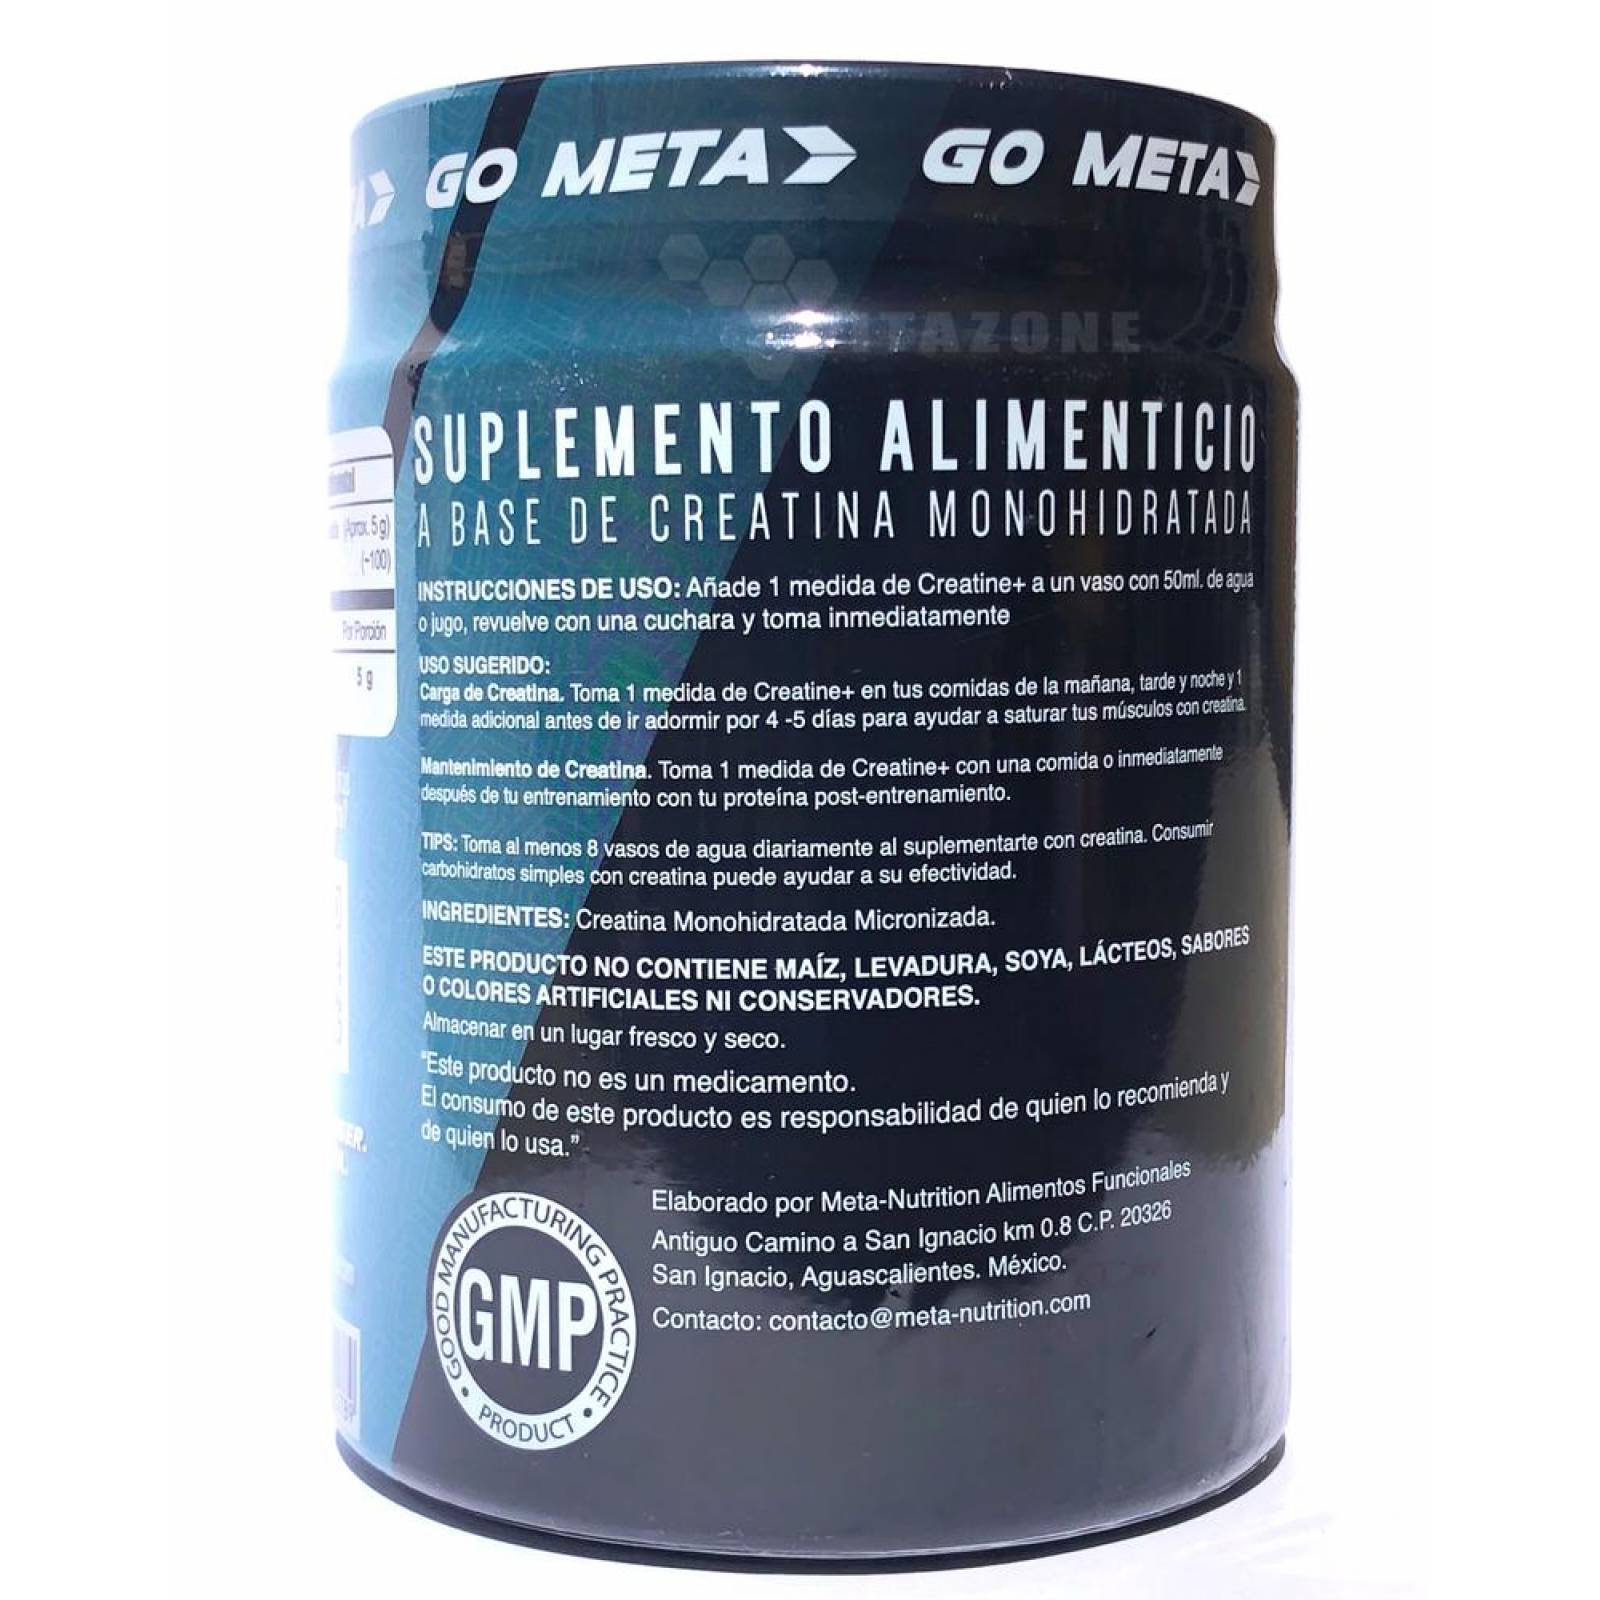 GO META GO META
ITAZONE
SUPLEMENTO ALIMENTICIO
A BASE DE CREATINA MONOHIDRATADA
(Aprox. 5 g)
(~100)
Por Porción
5 g
INSTRUCCIONES DE USO: Añade 1 medida de Creatine+ a un vaso con 50ml. de agua
o jugo, revuelve con una cuchara y toma inmediatamente
USO SUGERIDO:
Carga de Creatina. Toma 1 medida de Creatine+ en tus comidas de la mañana, tarde y noche y 1
medida adicional antes de ir adormir por 4 -5 días para ayudar a saturar tus músculos con creatina.
Mantenimiento de Creatina. Toma 1 medida de Creatine+ con una comida o inmediatamente
después de tu entrenamiento con tu proteína post-entrenamiento.
TIPS: Toma al menos 8 vasos de agua diariamente al suplementarte con creatina. Consumir
carbohidratos simples con creatina puede ayudar a su efectividad.
INGREDIENTES: Creatina Monohidratada Micronizada.
ESTE PRODUCTO NO CONTIENE MAÍZ, LEVADURA, SOYA, LÁCTEOS, SABORES
O COLORES ARTIFICIALES NI CONSERVADORES.
Almacenar en un lugar fresco y seco.
"Este producto no es un medicamento.
El consumo de este producto es responsabilidad de quien lo recomienda y
de quien lo usa."
GOOD MANUFACTURING PRACTICE
GMP
PRODUCT
Elaborado por Meta-Nutrition Alimentos Funcionales
Antiguo Camino a San Ignacio km 0.8 C.P. 20326
San Ignacio, Aguascalientes. México.
Contacto: contacto@meta-nutrition.com